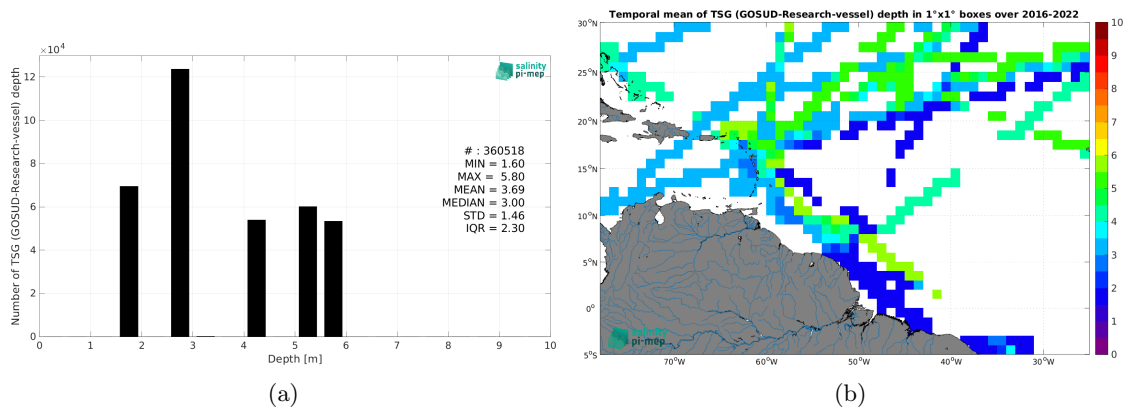 ×10⁴
12
10
8
6
4
2
0
Number of TSG (GOSUD-Research-vessel) depth
0 1 2 3 4 5 6 7 8 9 10
Depth [m]
salinity
pi-mep
# : 360518
MIN = 1.60
MAX = 5.80
MEAN = 3.69
MEDIAN = 3.00
STD = 1.46
IQR = 2.30
(a)
Temporal mean of TSG (GOSUD-Research-vessel) depth in 1°x1° boxes over 2016-2022
30°N
25°N
20°N
15°N
10°N
5°N
0°
5°S
70°W 60°W 50°W 40°W 30°W
salinity
pi-mep
10
9
8
7
6
5
4
3
2
1
0
(b)